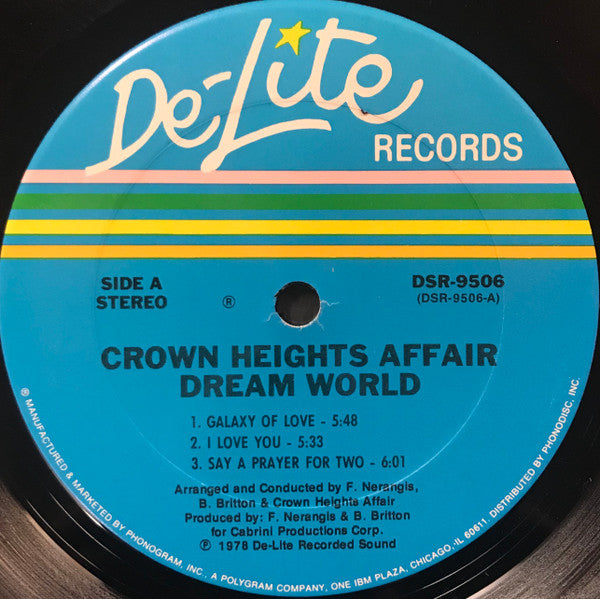 De-Lite
RECORDS
SIDE A
STEREO
®
DSR-9506
(DSR-9506-A)
CROWN HEIGHTS AFFAIR
DREAM WORLD
1. GALAXY OF LOVE - 5:48
2. I LOVE YOU - 5:33
3. SAY A PRAYER FOR TWO - 6:01
Arranged and Conducted by F. Nerangis,
B. Britton & Crown Heights Affair
Produced by: F. Nerangis & B. Britton
for Cabrini Productions Corp.
℗ 1978 De-Lite Recorded Sound
® MANUFACTURED & MARKETED BY PHONOGRAM, INC., A POLYGRAM COMPANY, ONE IBM PLAZA, CHICAGO, IL 60611. DISTRIBUTED BY PHONODISC, INC.